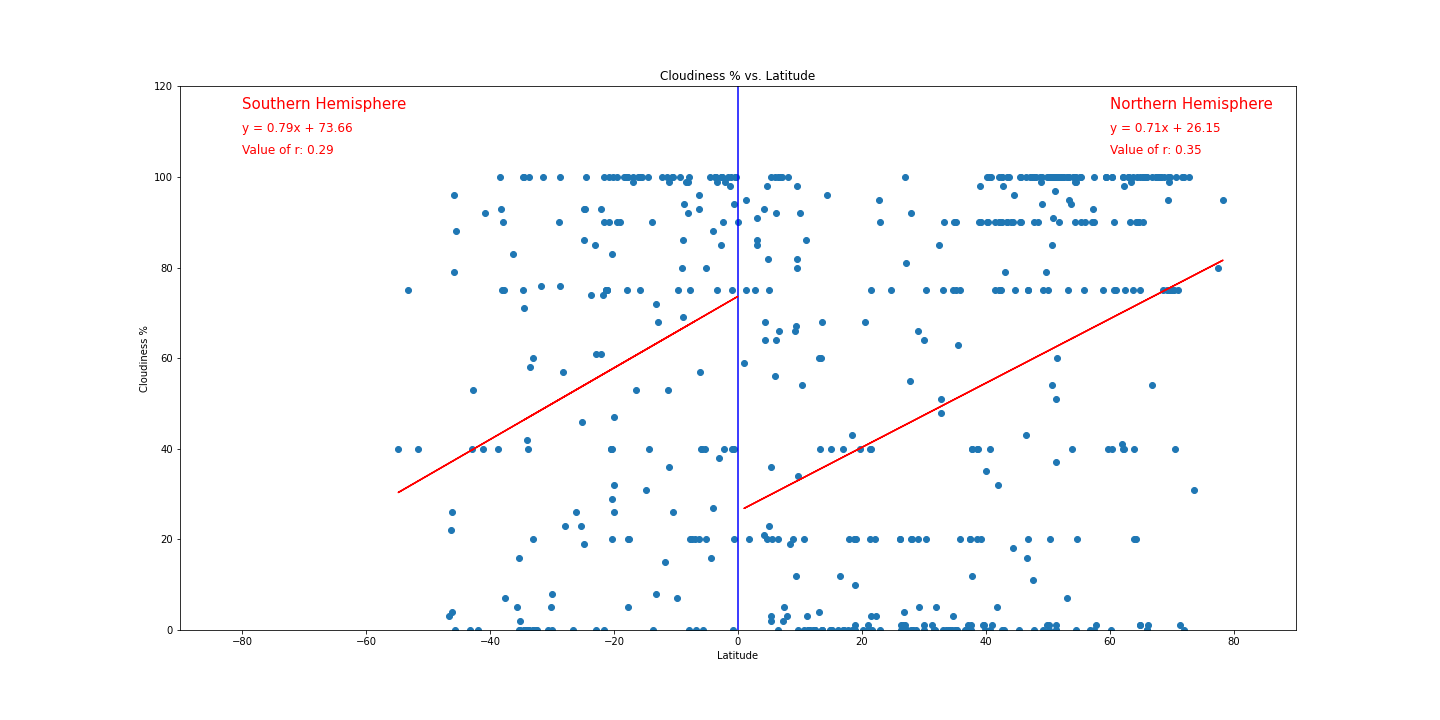 Cloudiness % vs. Latitude
Southern Hemisphere
y = 0.79x + 73.66
Value of r: 0.29
Northern Hemisphere
y = 0.71x + 26.15
Value of r: 0.35
Cloudiness %
120
100
80
60
40
20
0
−80
−60
−40
−20
0
20
40
60
80
Latitude